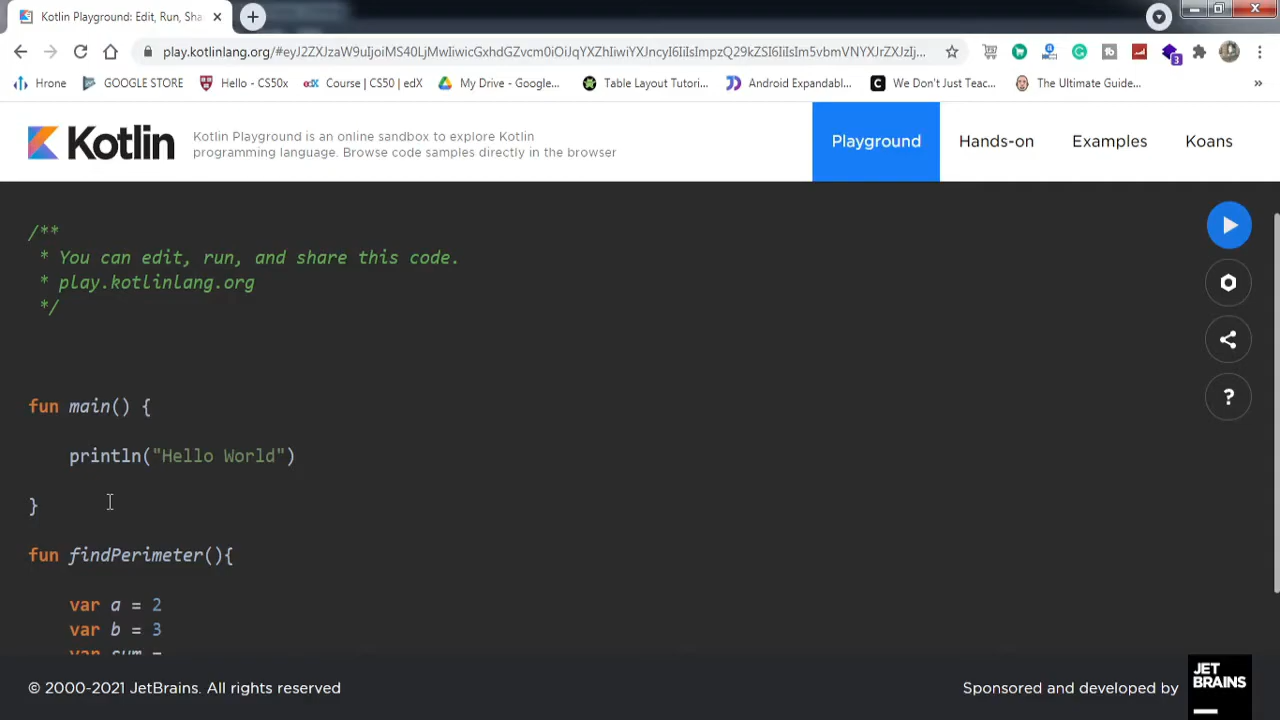 Kotlin Playground: Edit, Run, Sha
play.kotlinlang.org/#eyJ2ZXJzaW9uIjoiMS40LjMwIiwicGxhdGZvcm0iOiJqYXZhIiwiYXJncyI6IiIsImpzQ29kZSI6IiIsIm5vbmVNYXJrZXJzIj...
3
Hrone
GOOGLE STORE
Hello - CS50x
Course | CS50 | edX
My Drive - Google...
Table Layout Tutori...
Android Expandabl...
We Don't Just Teac...
The Ultimate Guide...
»
Kotlin
Kotlin Playground is an online sandbox to explore Kotlin
programming language. Browse code samples directly in the browser
Playground
Hands-on
Examples
Koans
/**
* You can edit, run, and share this code.
* play.kotlinlang.org
*/
fun main() {
println("Hello World")
}
fun findPerimeter(){
var a = 2
var b = 3
var sum =
?
© 2000-2021 JetBrains. All rights reserved
Sponsored and developed by
JET
BRAINS